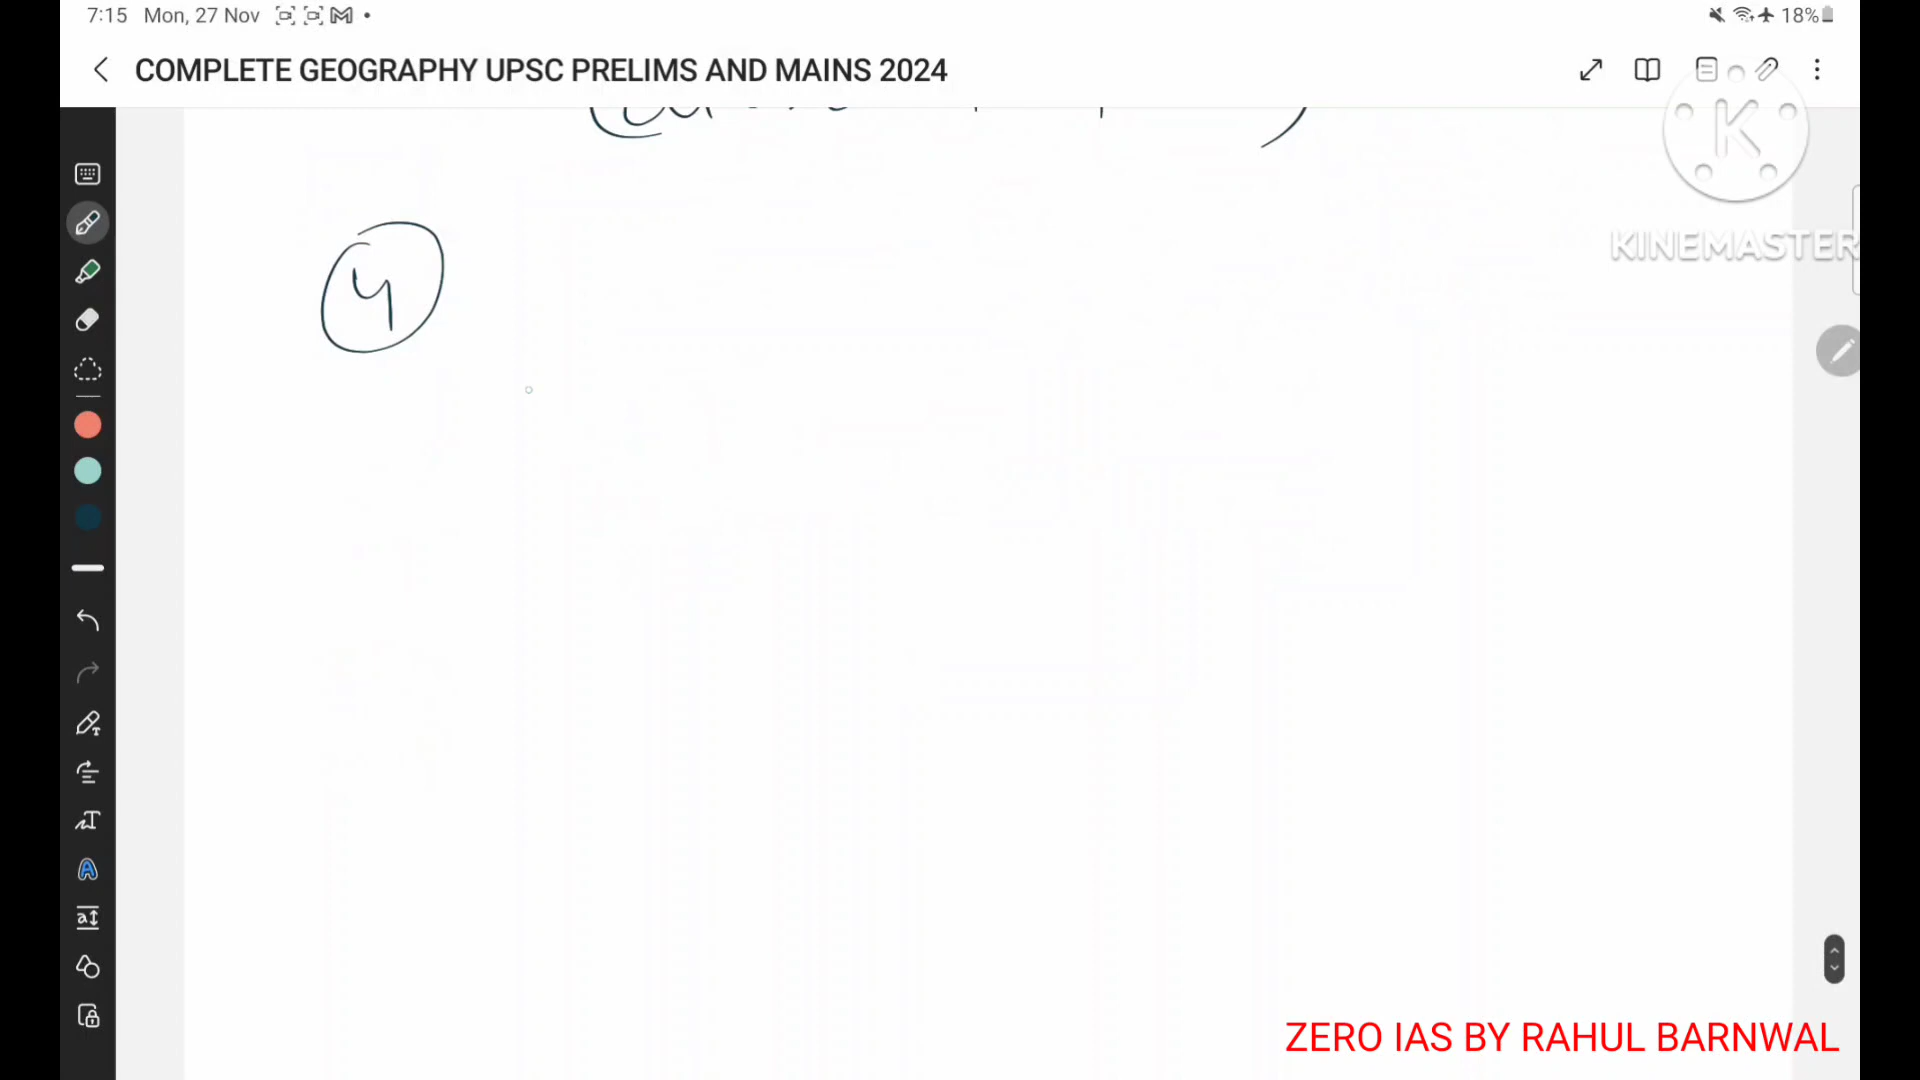 7:15 Mon, 27 Nov
18%
COMPLETE GEOGRAPHY UPSC PRELIMS AND MAINS 2024
K
KINEMASTER
4
ZERO IAS BY RAHUL BARNWAL